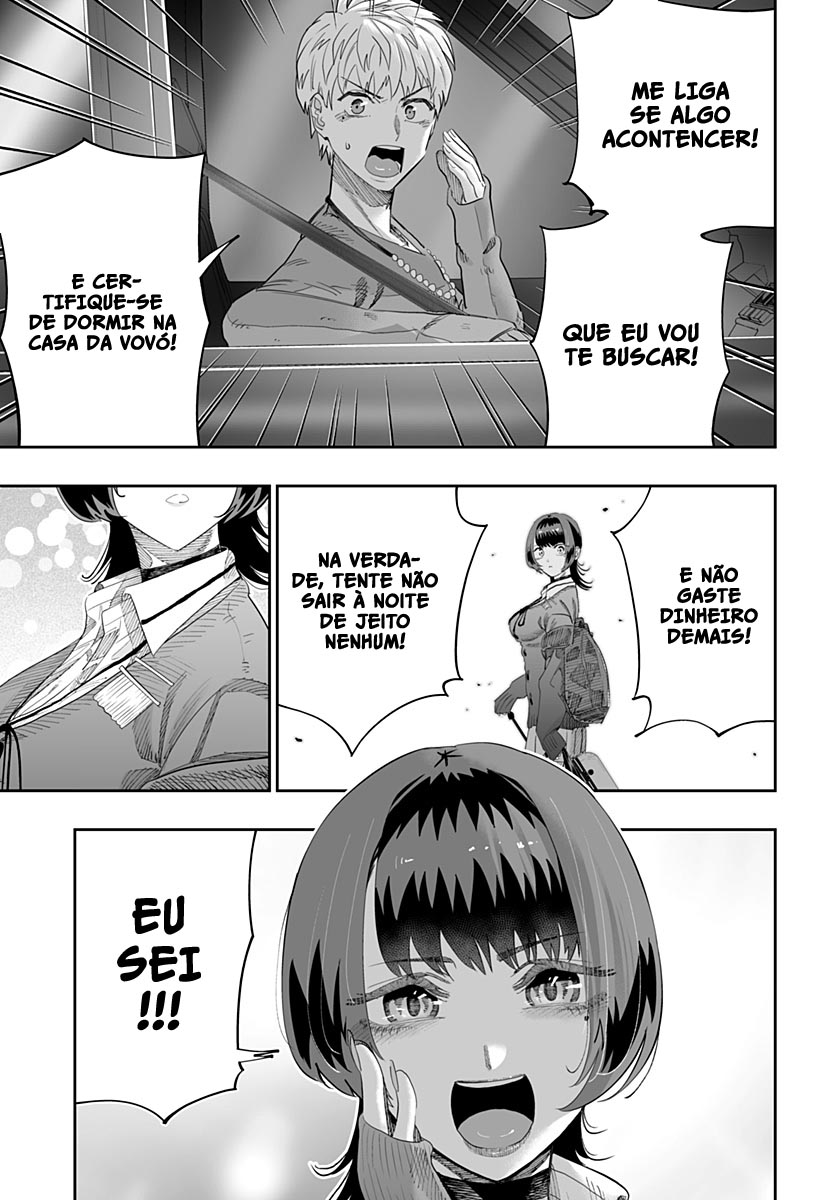 ME LIGA
SE ALGO
ACONTENCER!
QUE EU VOU
TE BUSCAR!
E CER-
TIFIQUE-SE
DE DORMIR NA
CASA DA VOVÓ!
E NÃO
GASTE
DINHEIRO
DEMAIS!
NA VERDA-
DE, TENTE NÃO
SAIR À NOITE
DE JEITO
NENHUM!
EU
SEI
!!!